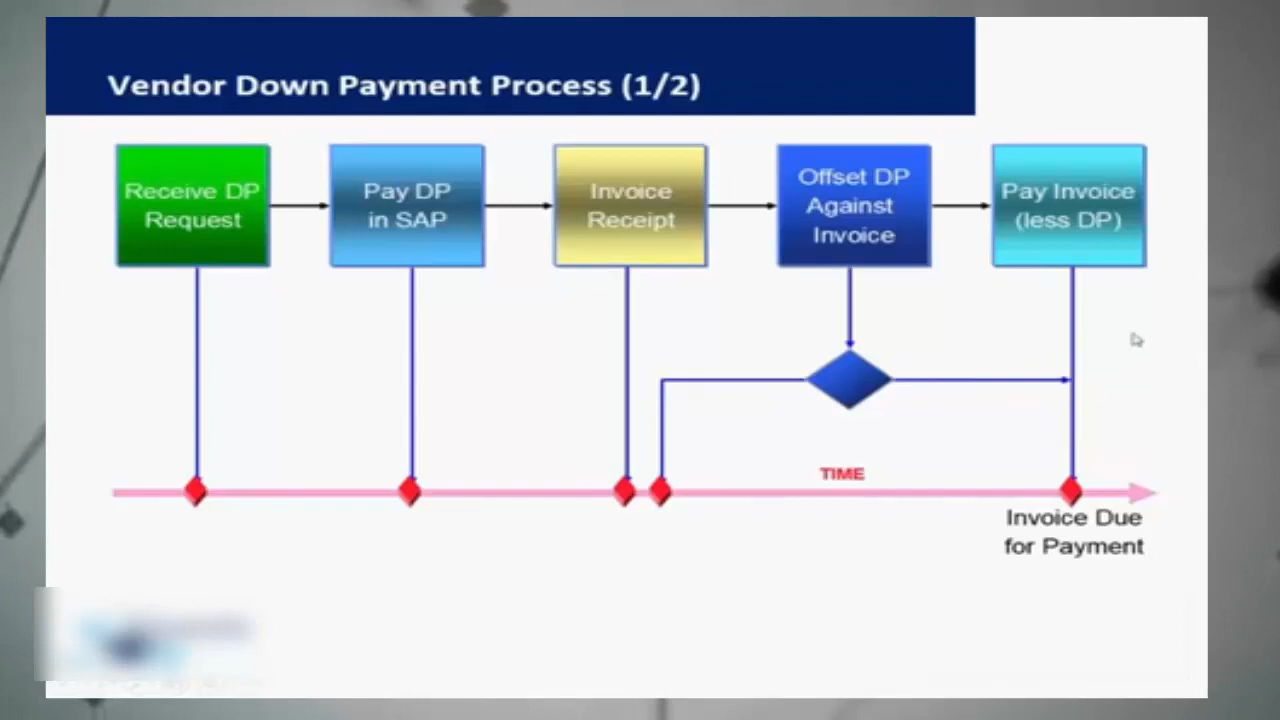 Vendor Down Payment Process (1/2)
Receive DP
Request
Pay DP
in SAP
Invoice
Receipt
Offset DP
Against
Invoice
Pay Invoice
(less DP)
TIME
Invoice Due
for Payment